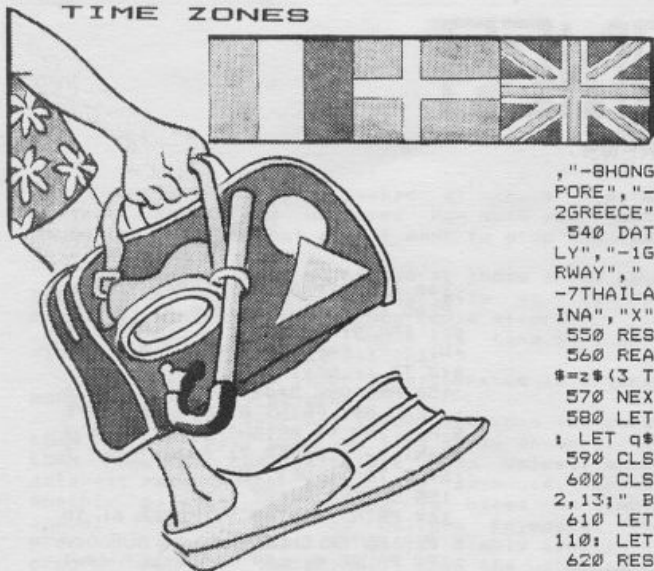 TIME ZONES
,"-8HONG
PORE","-
2GREECE"
540 DAT
LY","-1G
RWAY","
-7THAILA
INA","X"
550 RES
560 REA
$=z$(3 T
570 NEX
580 LET
: LET q$
590 CLS
600 CLS
2,13;" B
610 LET
110: LET
620 RES